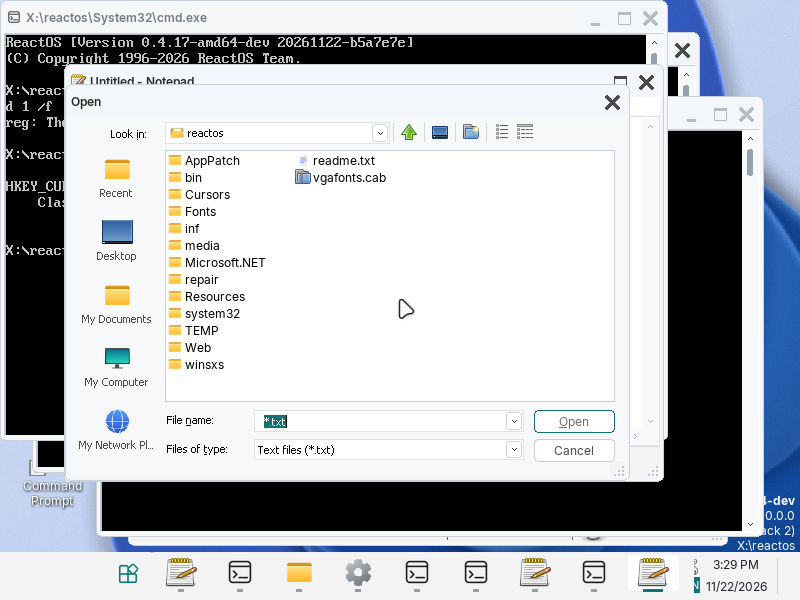 X:\reactos\System32\cmd.exe
ReactOS [Version 0.4.17-amd64-dev 20261122-b5a7e7e]
(C) Copyright 1996-2026 ReactOS Team.
X:\react
d 1 /f
reg: The
X:\react
HKEY_CU
Clas
X:\react
Untitled - Notepad
Open
Look in:
reactos
Recent
Desktop
My Documents
My Computer
My Network Pl...
AppPatch
bin
Cursors
Fonts
inf
media
Microsoft.NET
repair
Resources
system32
TEMP
Web
winsxs
readme.txt
vgafonts.cab
File name:
*.txt
Open
Files of type:
Text files (*.txt)
Cancel
Command
Prompt
4-dev
0.0.0
ack 2)
X:\reactos
3:29 PM
11/22/2026